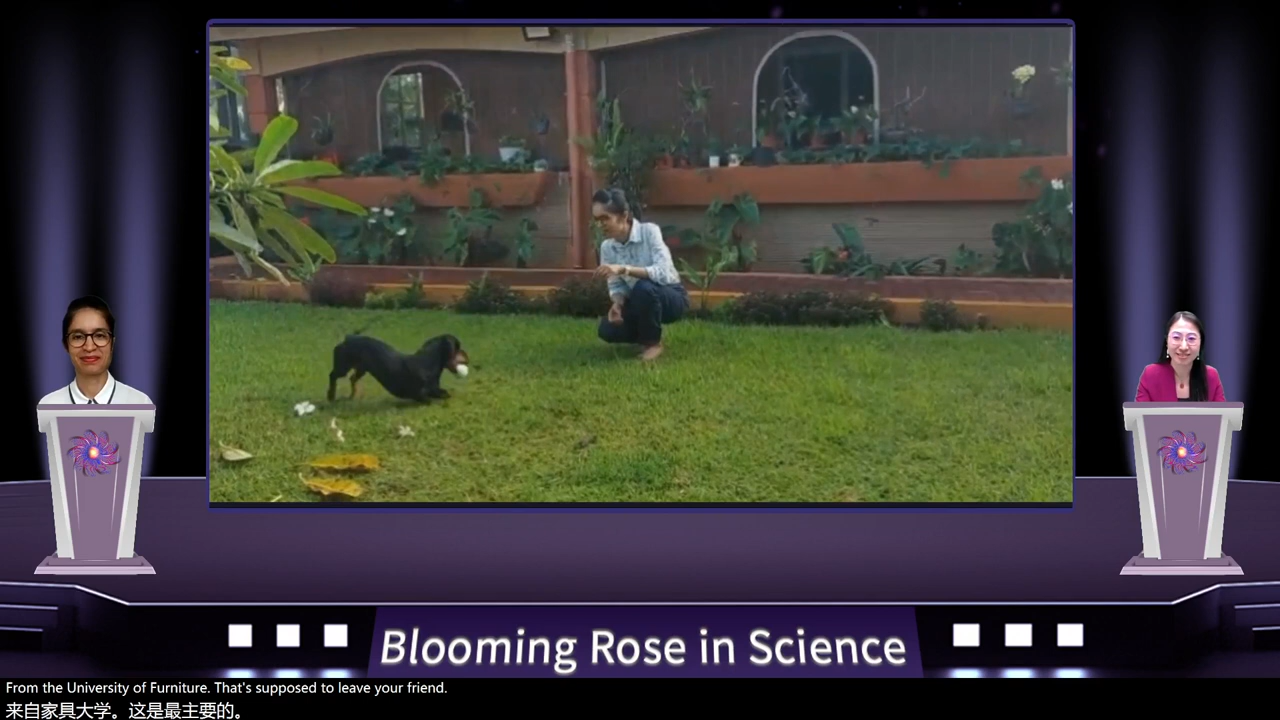 Blooming Rose in Science
From the University of Furniture. That's supposed to leave your friend.
来自家具大学。这是最主要的。